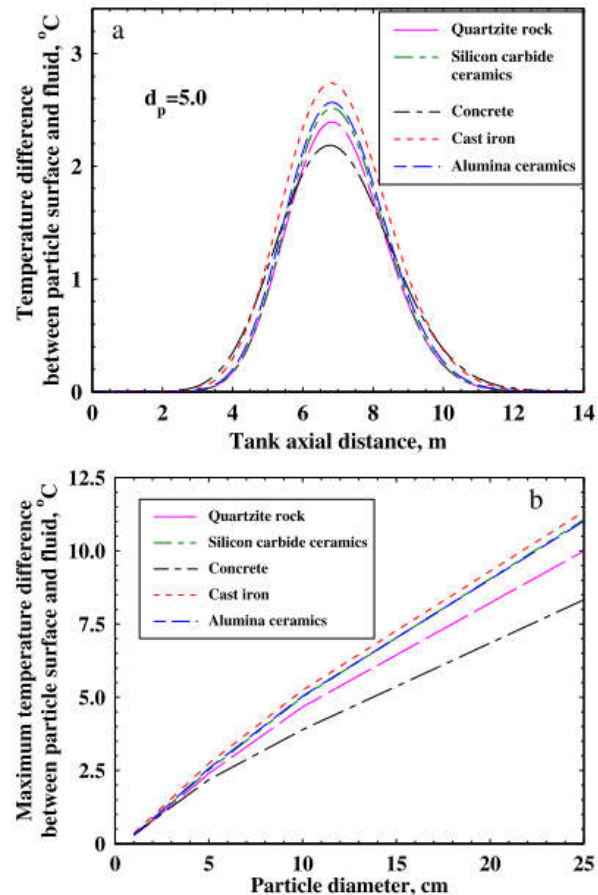 a
3
2
1
0
d_p=5.0
Quartzite rock
Silicon carbide
ceramics
Concrete
Cast iron
Alumina ceramics
Temperature difference
between particle surface and fluid, °C
0 2 4 6 8 10 12 14
Tank axial distance, m
b
12.5
10.0
7.5
5.0
2.5
0
Quartzite rock
Silicon carbide ceramics
Concrete
Cast iron
Alumina ceramics
Maximum temperature difference
between particle surface and fluid, °C
0 5 10 15 20 25
Particle diameter, cm